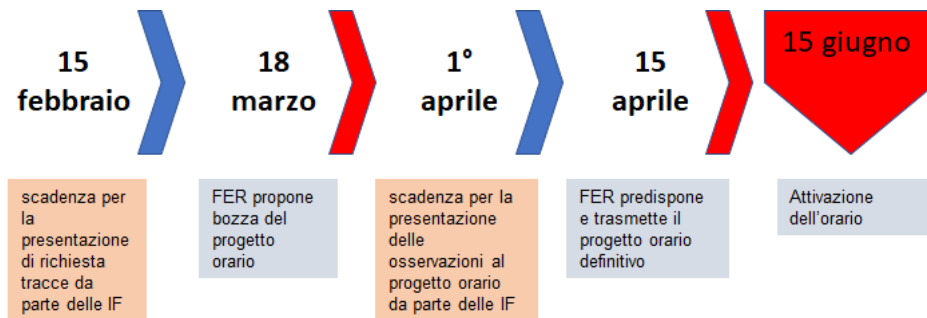 15
febbraio
18
marzo
1°
aprile
15
aprile
15 giugno
scadenza per
la
presentazione
di richiesta
tracce da
parte delle IF
FER propone
bozza del
progetto
orario
scadenza per la
presentazione
delle
osservazioni al
progetto orario
da parte delle IF
FER predispone
e trasmette il
progetto orario
definitivo
Attivazione
dell'orario